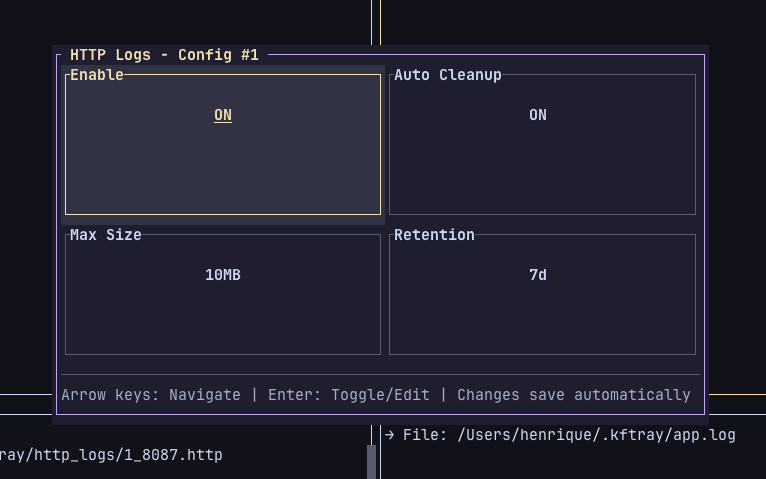 HTTP Logs - Config #1
Enable
Auto Cleanup
ON
ON
Max Size
Retention
10MB
7d
Arrow keys: Navigate | Enter: Toggle/Edit | Changes save automatically
→ File: /Users/henrique/.kftray/app.log
ray/http_logs/1_8087.http